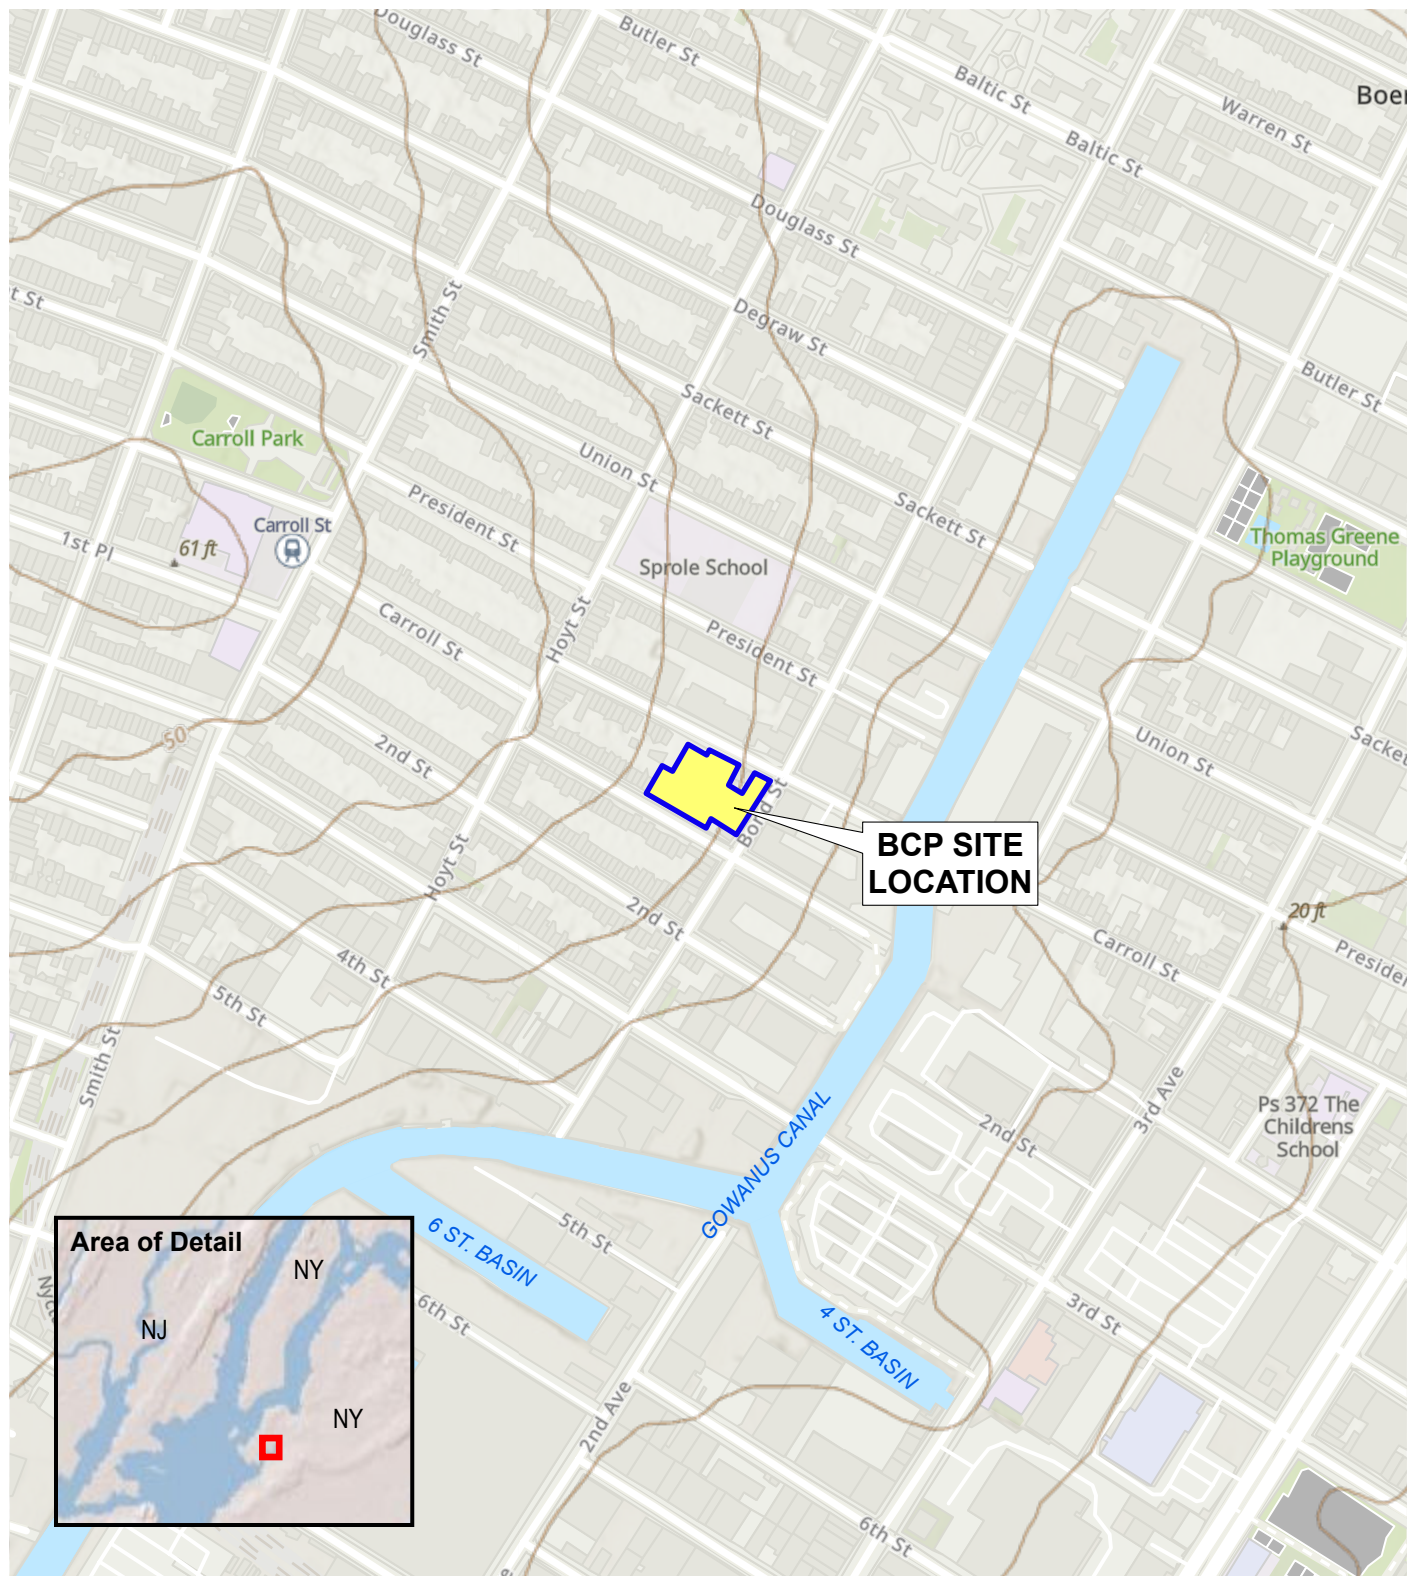 Douglass St
Butler St
Baltic St
Boer
Warren St
Baltic St
Douglass St
t St
Smith St
Degraw St
Butler St
Sackett St
Carroll Park
Union St
President St
Sackett St
Carroll St
61 ft
1st Pl
Thomas Greene
Playground
Sprole School
Hoyt St
Carroll St
President St
50
2nd St
Union St
Sackett
Bond St
BCP SITE
LOCATION
Hoyt St
2nd St
20 ft
Carroll St
Presider
4th St
5th St
Smith St
3rd Ave
2nd St
Ps 372 The
Childrens
School
GOWANUS CANAL
5th St
6 ST. BASIN
Area of Detail
NY
NJ
NY
6th St
3rd St
4 ST. BASIN
2nd Ave
6th St